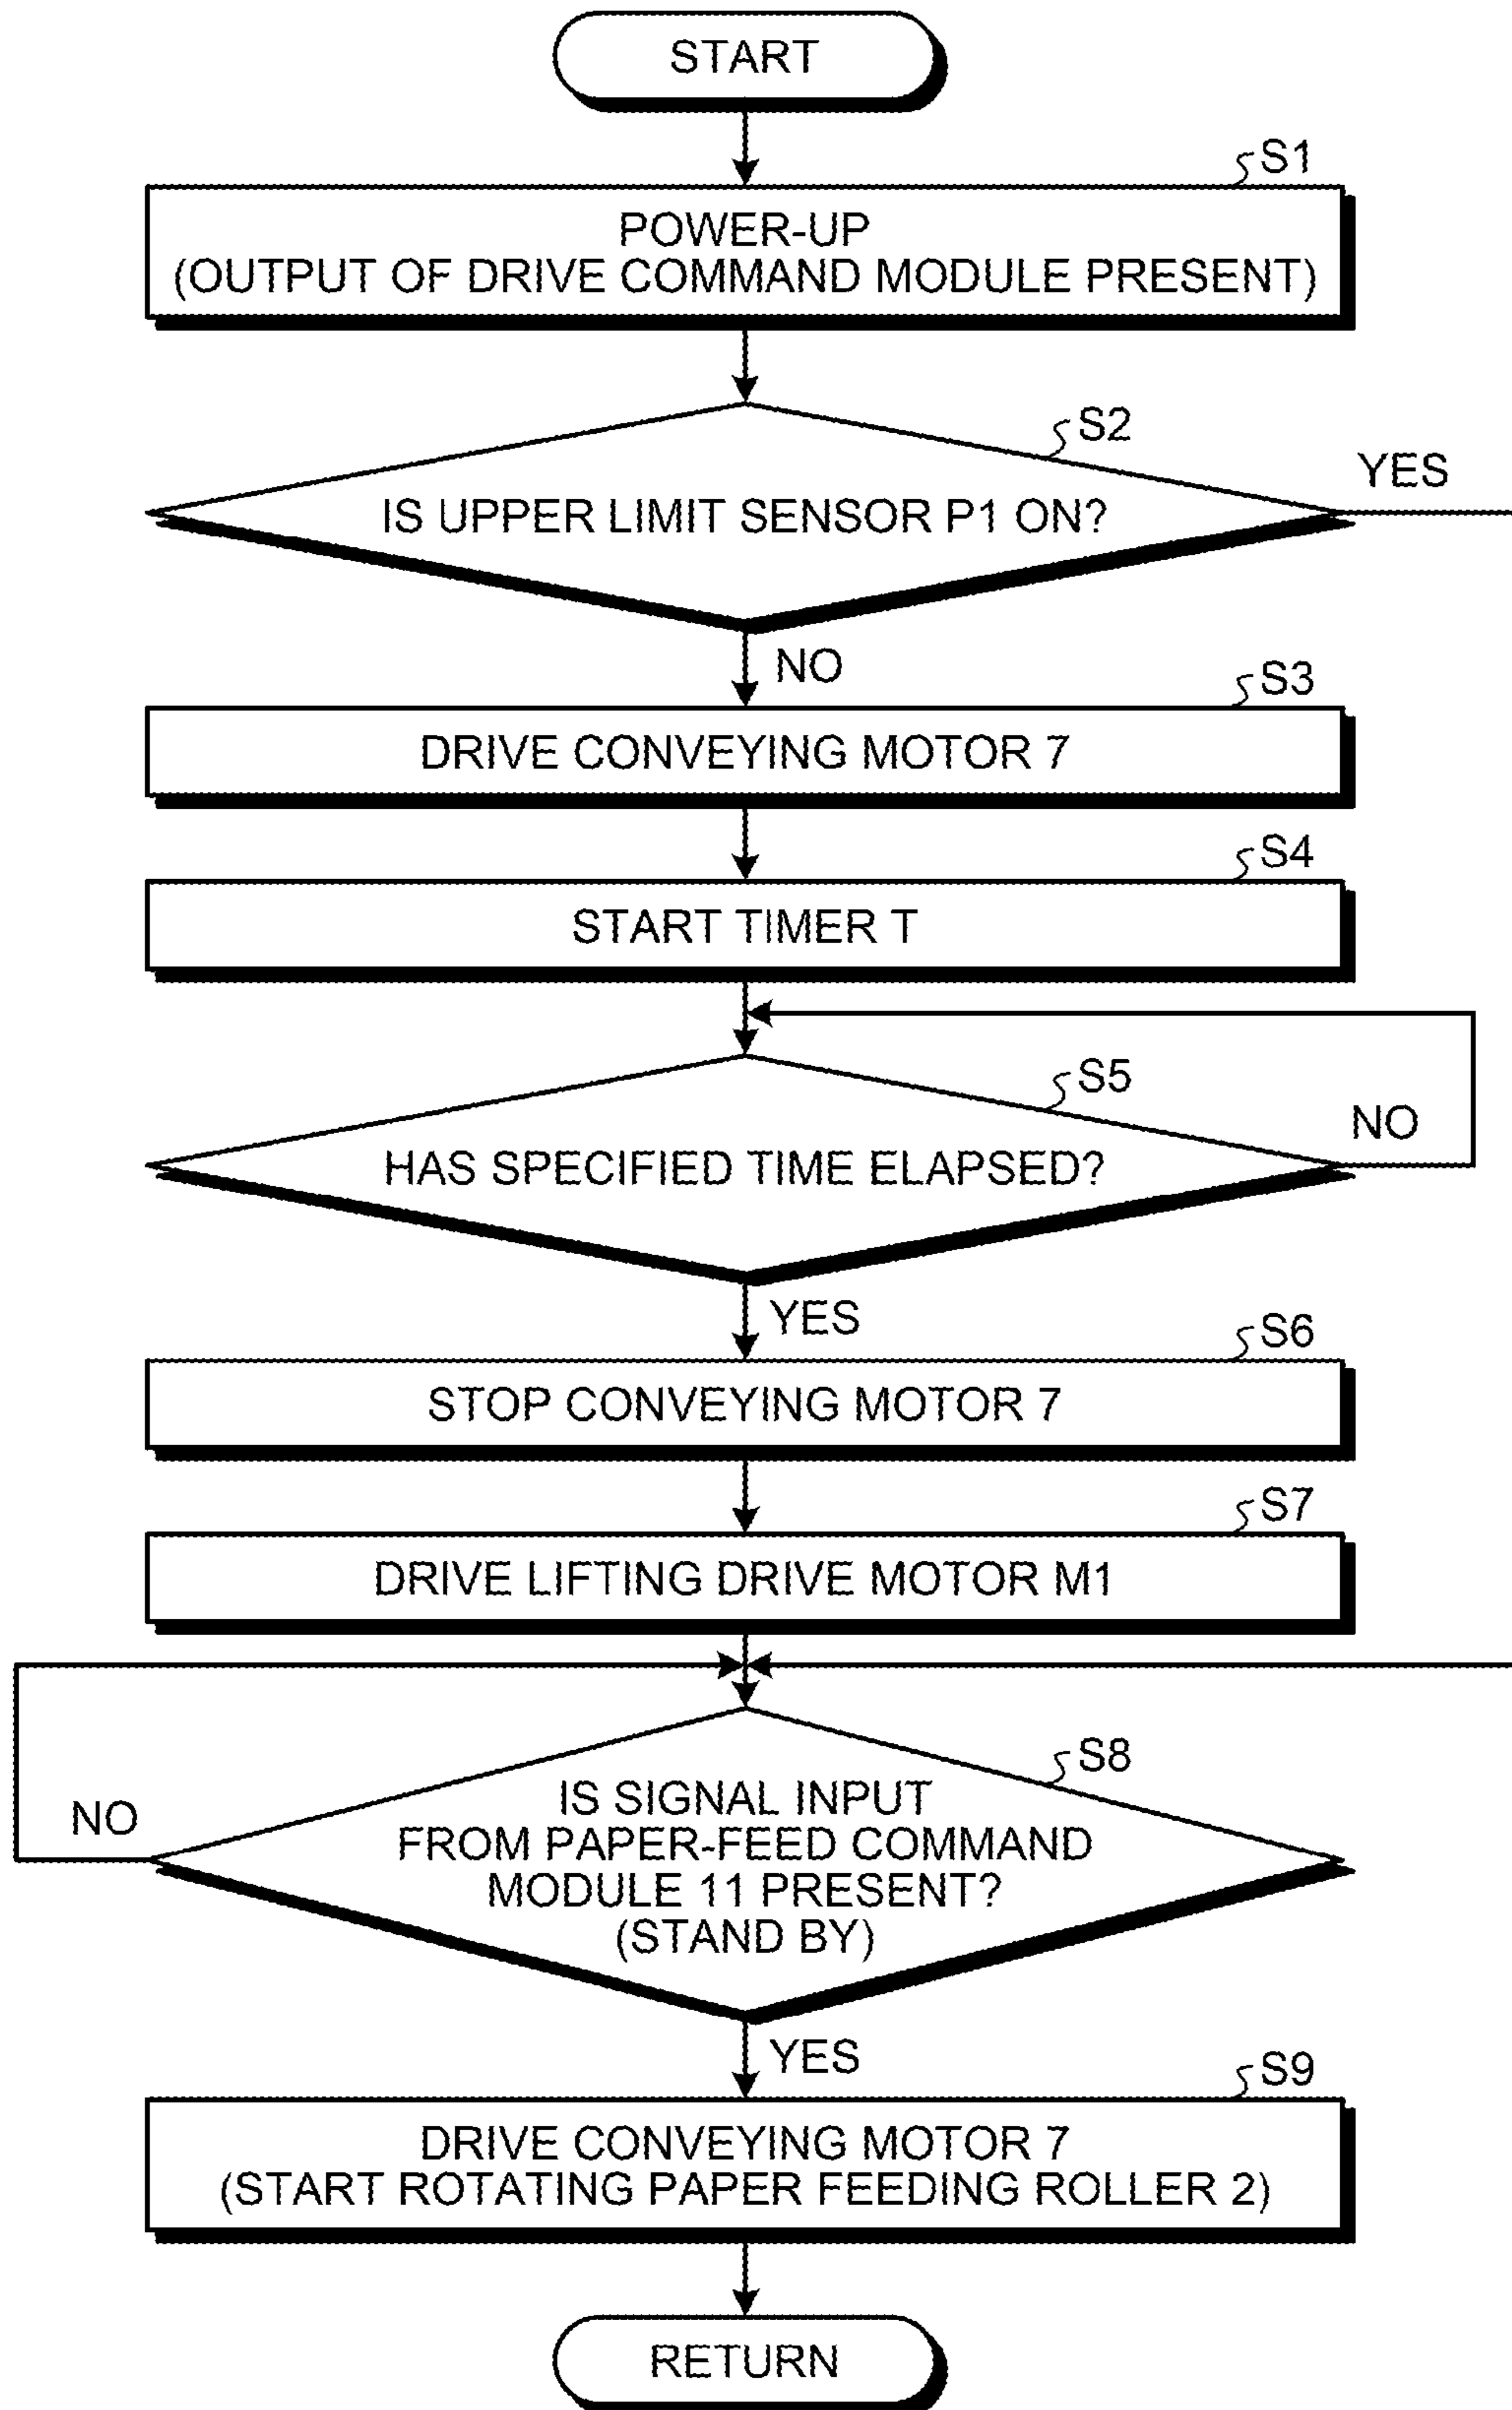 START
S1
POWER-UP
(OUTPUT OF DRIVE COMMAND MODULE PRESENT)
S2
IS UPPER LIMIT SENSOR P1 ON?
YES
NO
S3
DRIVE CONVEYING MOTOR 7
S4
START TIMER T
S5
HAS SPECIFIED TIME ELAPSED?
NO
YES
S6
STOP CONVEYING MOTOR 7
S7
DRIVE LIFTING DRIVE MOTOR M1
S8
IS SIGNAL INPUT
FROM PAPER-FEED COMMAND
MODULE 11 PRESENT?
(STAND BY)
NO
YES
S9
DRIVE CONVEYING MOTOR 7
(START ROTATING PAPER FEEDING ROLLER 2)
RETURN